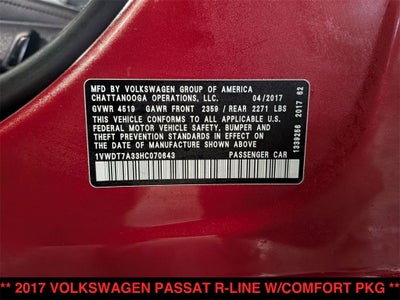 MFD. BY VOLKSWAGEN GROUP OF AMERICA
CHATTANOOGA OPERATIONS, LLC. 04/2017
GVWR 4519 GAWR FRONT 2359 / REAR 2271 LBS
THIS VEHICLE CONFORMS TO ALL APPLICABLE U.S.
FEDERAL MOTOR VEHICLE SAFETY, BUMPER AND
THEFT PREVENTION STANDARDS IN EFFECT ON
THE DATE OF MANUFACTURE SHOWN ABOVE.
1VWDT7A33HC070643 PASSENGER CAR
1339256 2017 62
** 2017 VOLKSWAGEN PASSAT R-LINE W/COMFORT PKG **